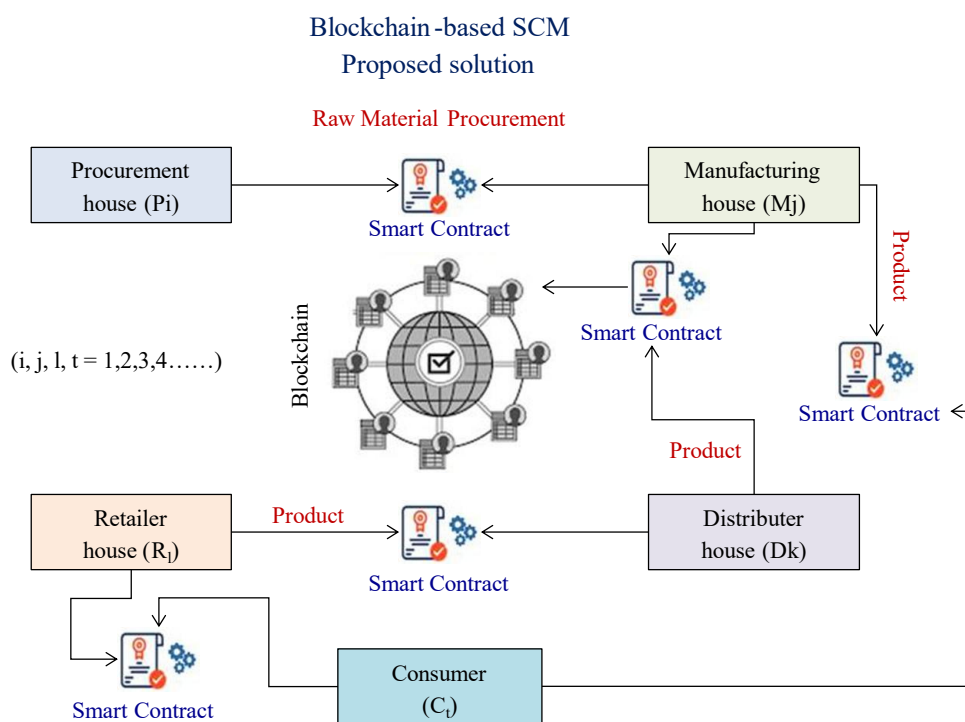 Blockchain-based SCM
Proposed solution
Raw Material Procurement
Procurement
house (Pi)
Manufacturing
house (Mj)
Smart Contract
Product
Smart Contract
Blockchain
(i, j, l, t = 1,2,3,4……)
Smart Contract
Product
Retailer
house (Rₗ)
Product
Distributer
house (Dk)
Smart Contract
Consumer
(Cₜ)
Smart Contract